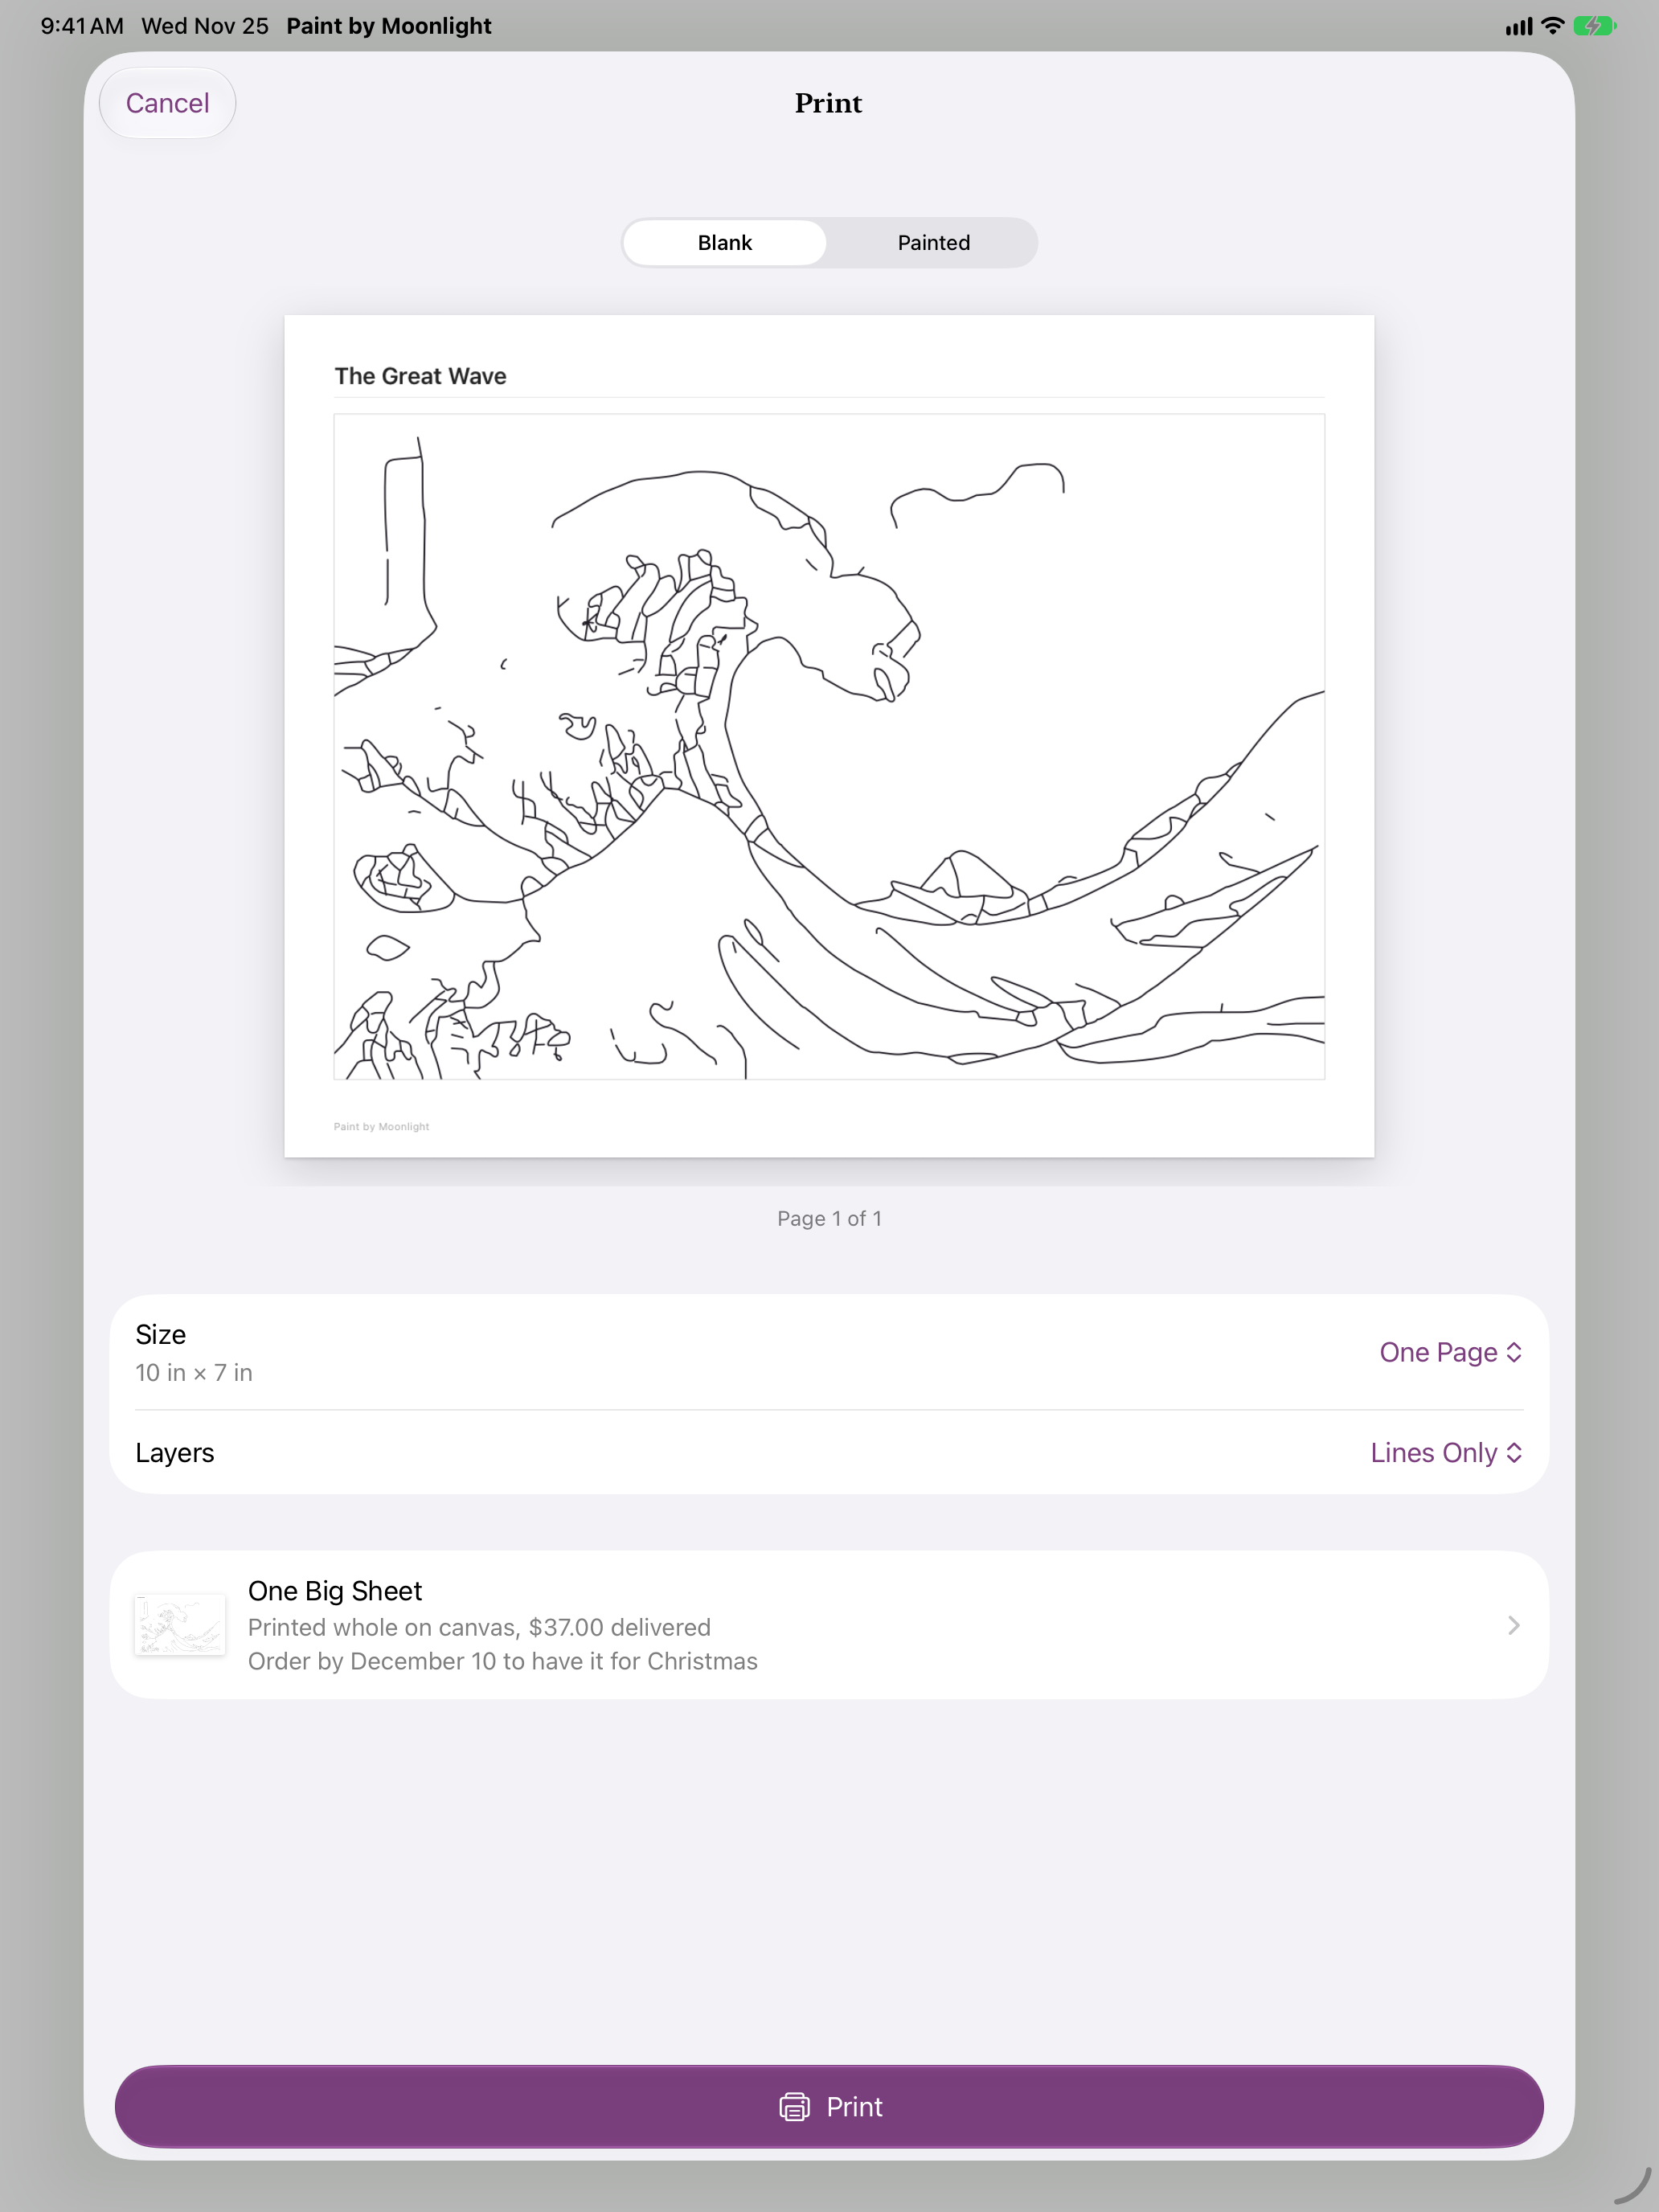 9:41 AM Wed Nov 25 Paint by Moonlight
Cancel
Print
Blank
Painted
The Great Wave
Paint by Moonlight
Page 1 of 1
Size
10 in × 7 in
One Page
Layers
Lines Only
One Big Sheet
Printed whole on canvas, $37.00 delivered
Order by December 10 to have it for Christmas
Print